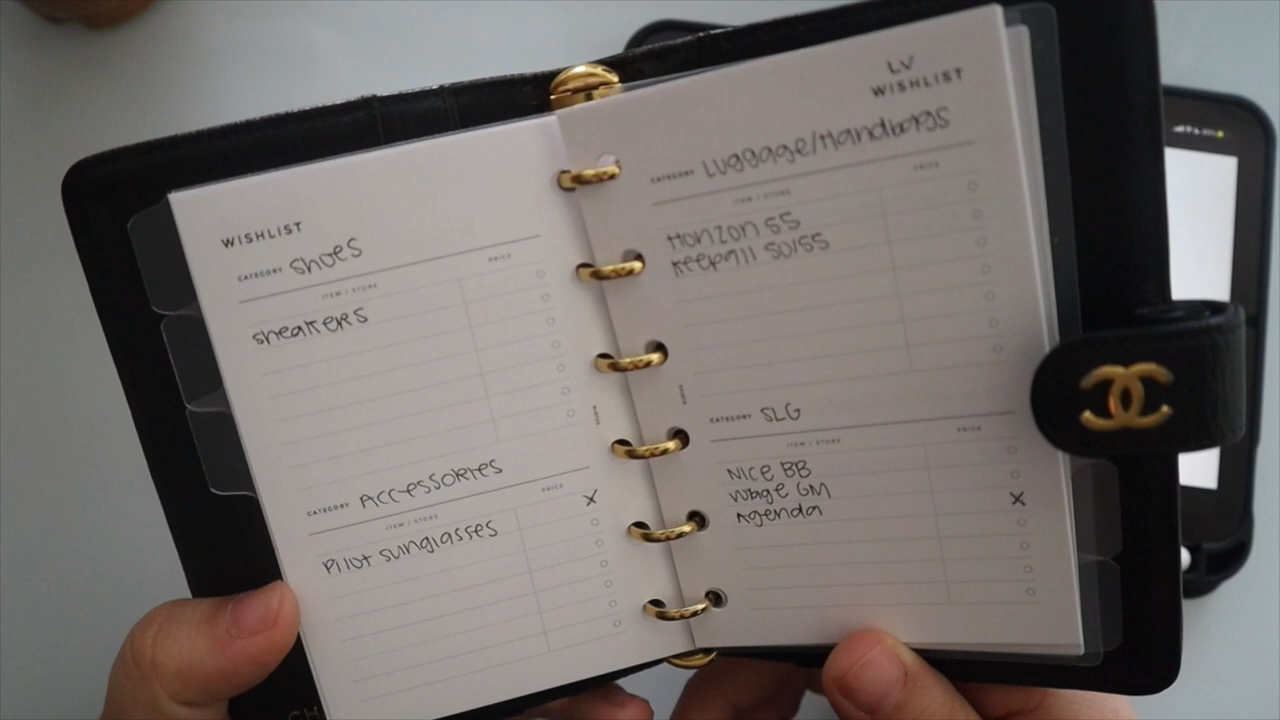 WISHLIST
CATEGORY SHOES
ITEM / STORE PRICE
sneakers
CATEGORY ACCESSORIES
ITEM / STORE PRICE
Pilot sunglasses
LV
WISHLIST
CATEGORY Luggage/Handbags
ITEM / STORE PRICE
Horizon 55
Keepall 50/55
CATEGORY SLG
ITEM / STORE PRICE
Nice BB
GM
Agenda
CH